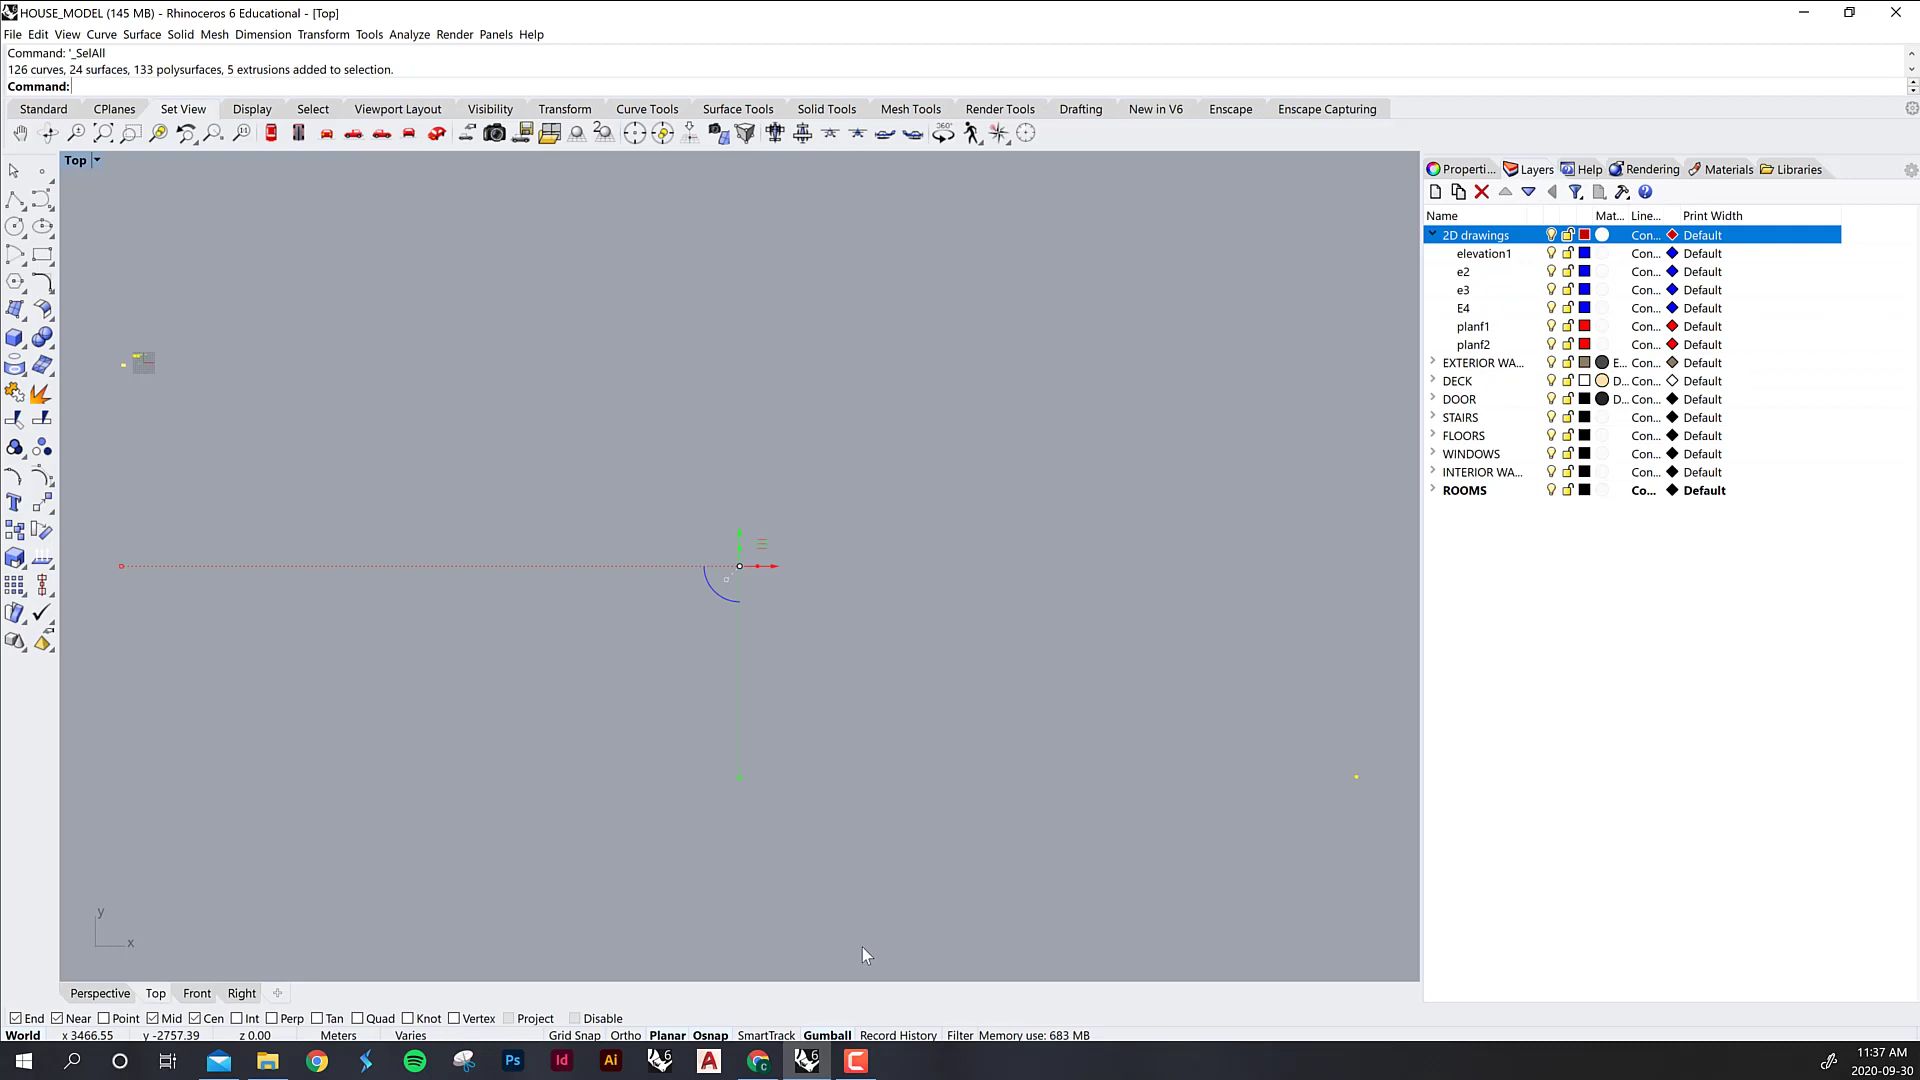 HOUSE_MODEL (145 MB) - Rhinoceros 6 Educational - [Top]
File Edit View Curve Surface Solid Mesh Dimension Transform Tools Analyze Render Panels Help
Command: '_SelAll
126 curves, 24 surfaces, 133 polysurfaces, 5 extrusions added to selection.
Command:
Standard CPlanes Set View Display Select Viewport Layout Visibility Transform Curve Tools Surface Tools Solid Tools Mesh Tools Render Tools Drafting New in V6 Enscape Enscape Capturing
Top
Properti... Layers Help Rendering Materials Libraries
Name Mat... Line... Print Width
2D drawings Con... Default
elevation1 Con... Default
e2 Con... Default
e3 Con... Default
E4 Con... Default
planf1 Con... Default
planf2 Con... Default
EXTERIOR WA... E... Con... Default
DECK D... Con... Default
DOOR D... Con... Default
STAIRS Con... Default
FLOORS Con... Default
WINDOWS Con... Default
INTERIOR WA... Con... Default
ROOMS Co... Default
y
x
Perspective Top Front Right
End Near Point Mid Cen Int Perp Tan Quad Knot Vertex Project Disable
World x 3466.55 y -2757.39 z 0.00 Meters Varies Grid Snap Ortho Planar Osnap SmartTrack Gumball Record History Filter Memory use: 683 MB
Ps Id Ai 6 A C 6 C
11:37 AM
2020-09-30